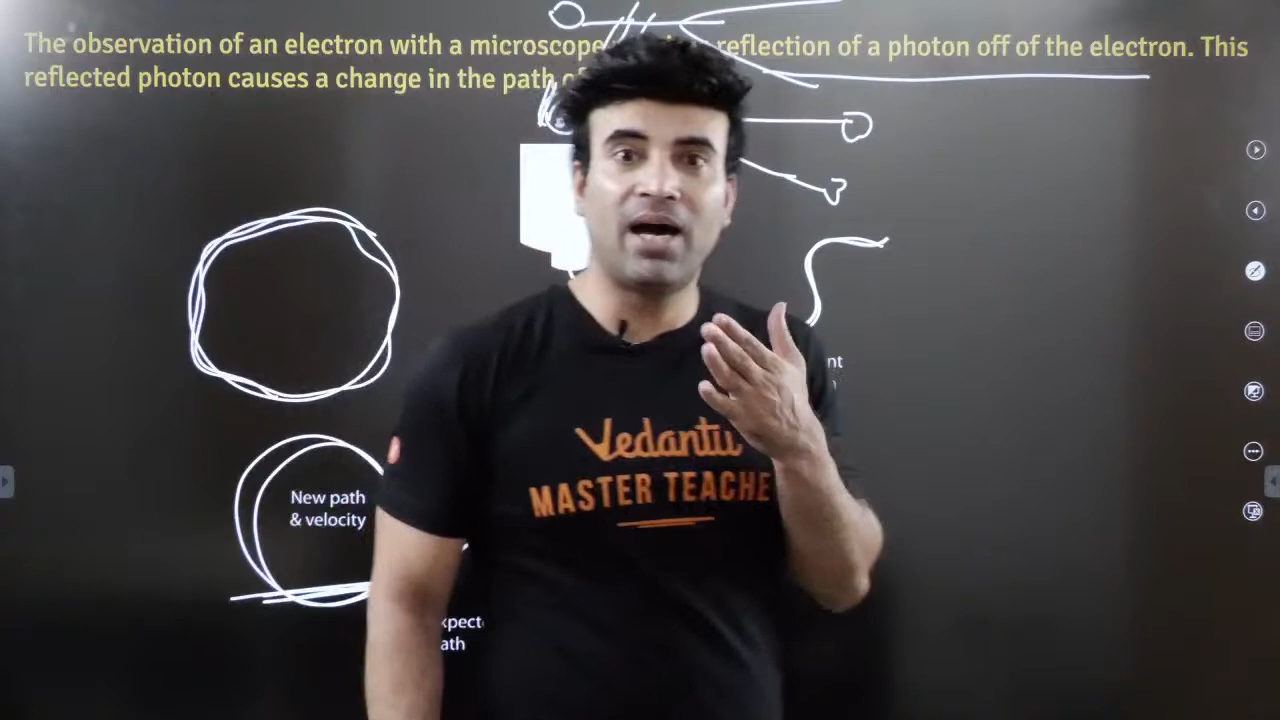 The observation of an electron with a microscope reflection of a photon off of the electron. This
reflected photon causes a change in the path
New path
& velocity
Vedantu
MASTER TEACHE